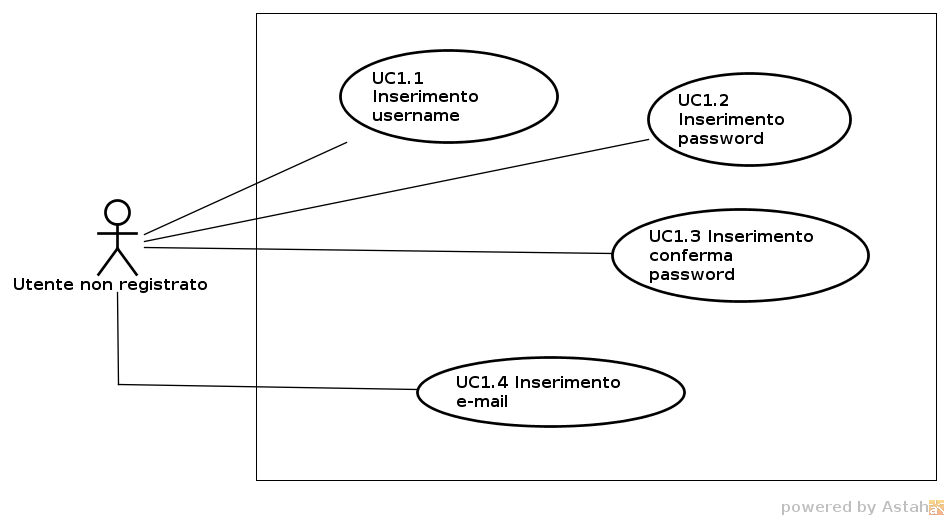 UC1.1
Inserimento
username
UC1.2
Inserimento
password
UC1.3 Inserimento
conferma
password
Utente non registrato
UC1.4 Inserimento
e-mail
powered by Astah